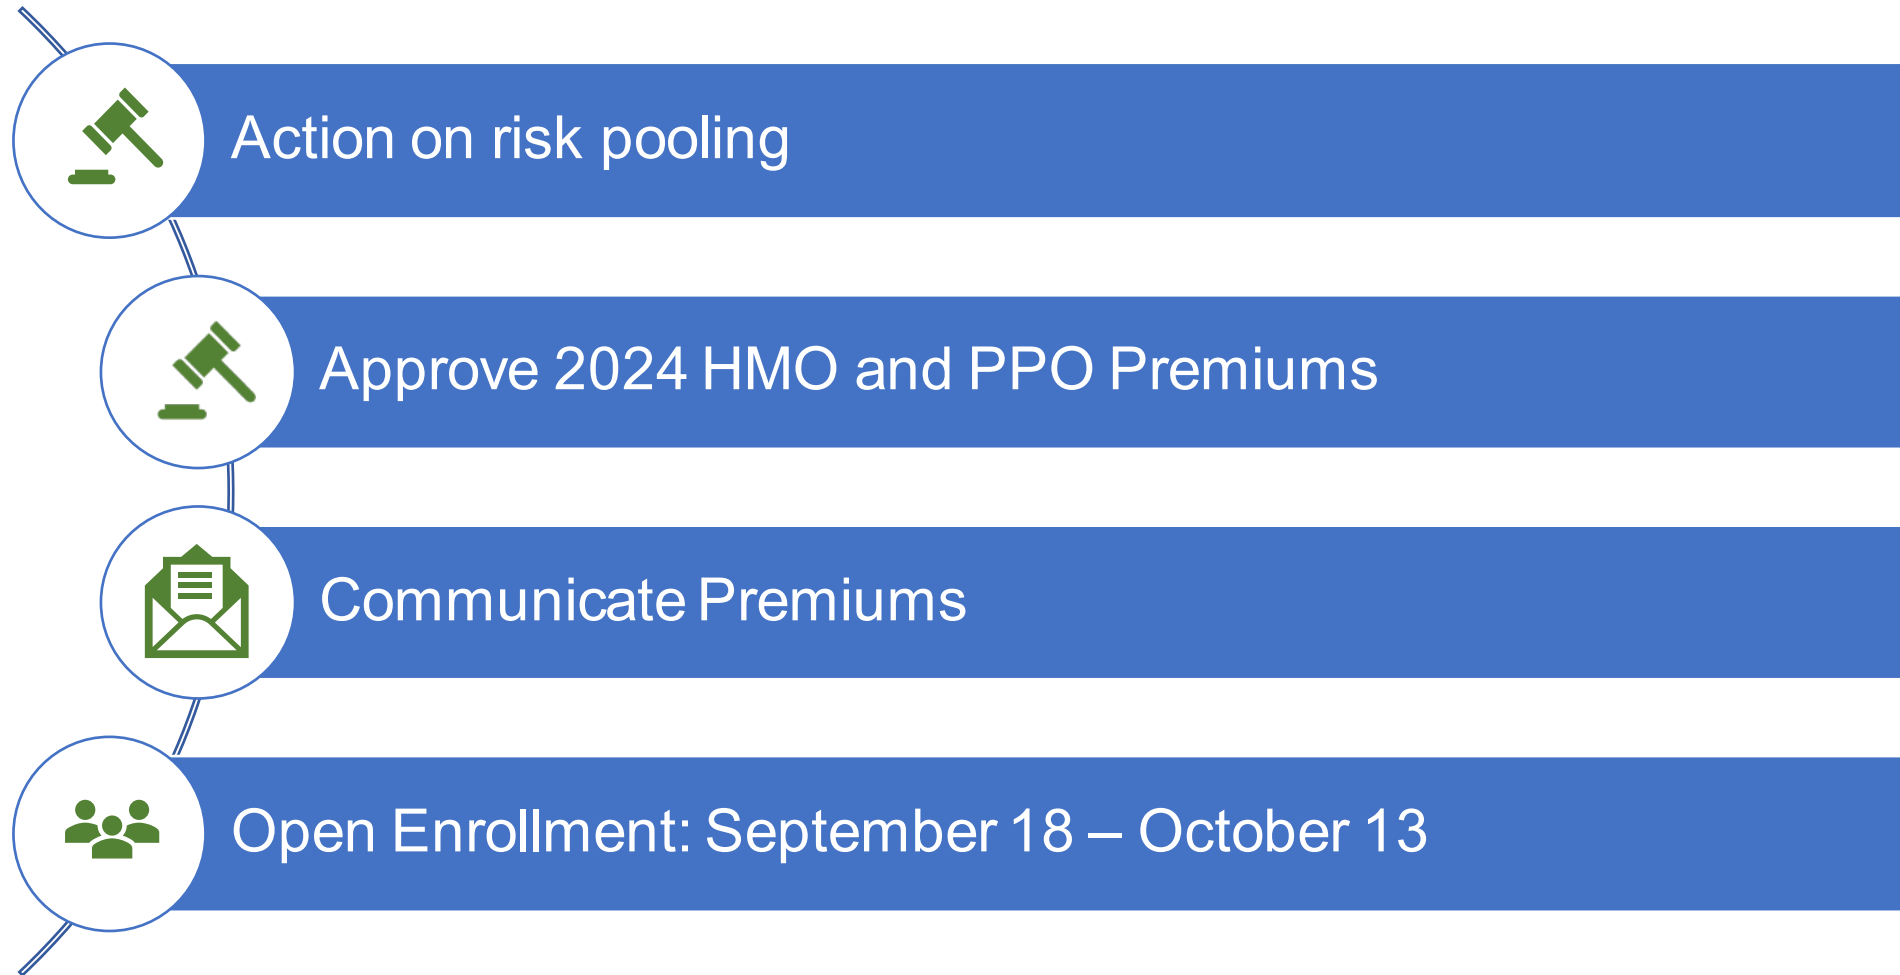 Action on risk pooling
Approve 2024 HMO and PPO Premiums
Communicate Premiums
Open Enrollment: September 18 – October 13